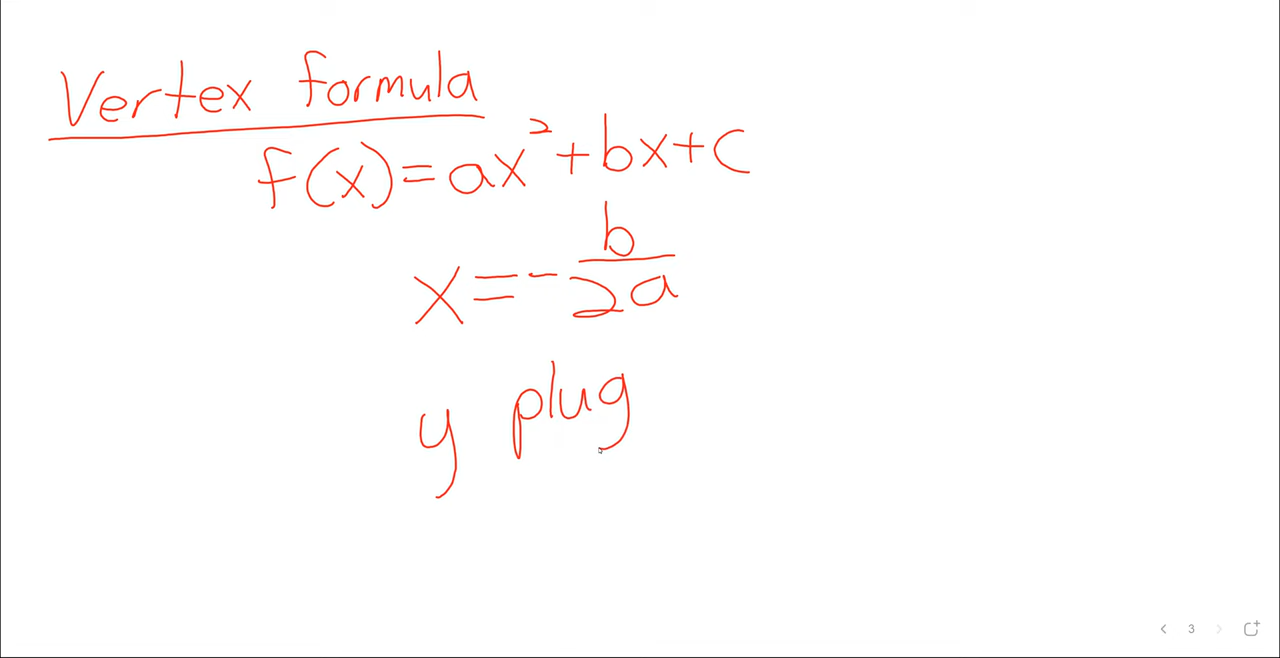 Vertex formula
f(x)=ax²+bx+c
x=-b/2a
y plug
3